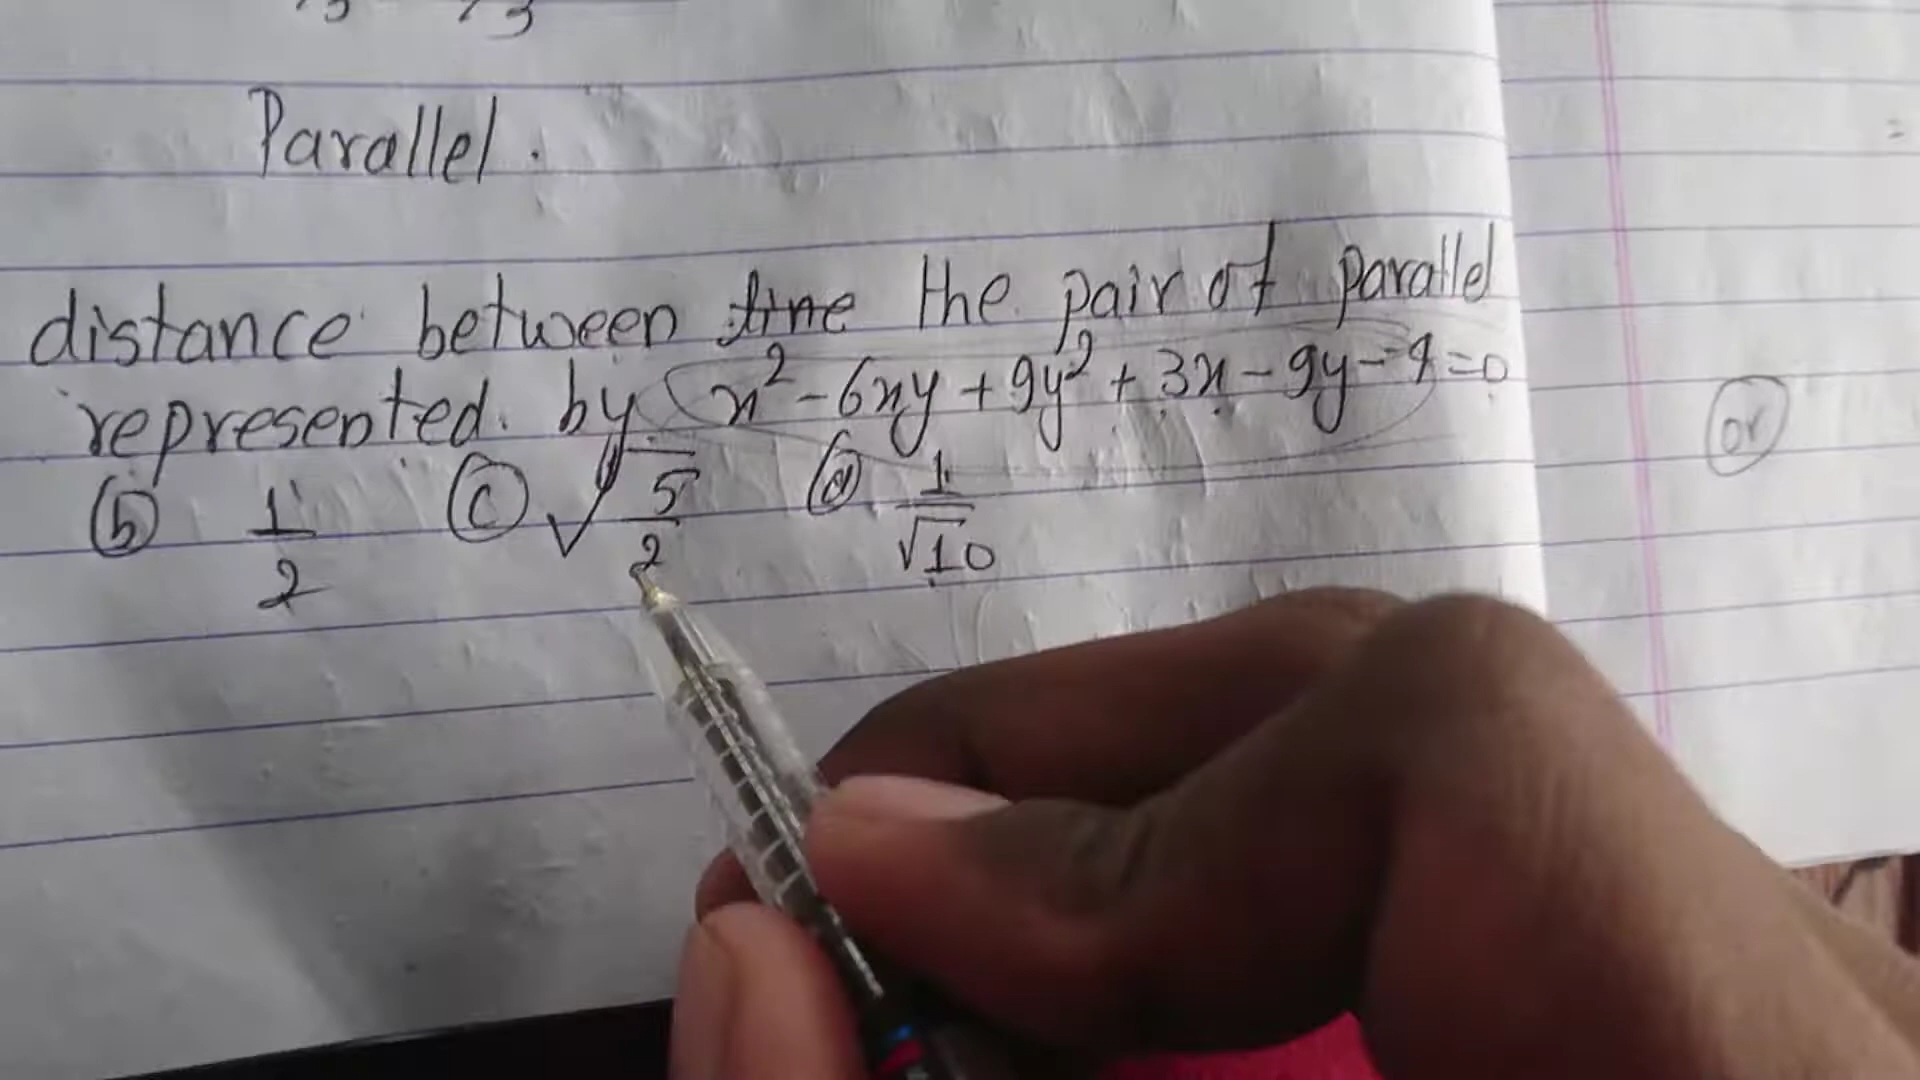 Parallel.
distance between line the pair of parallel
represented by x² - 6xy + 9y² + 3x - 9y - 4 = 0
(b) 1/2 (c) √5/2 (d) 1/√10
or